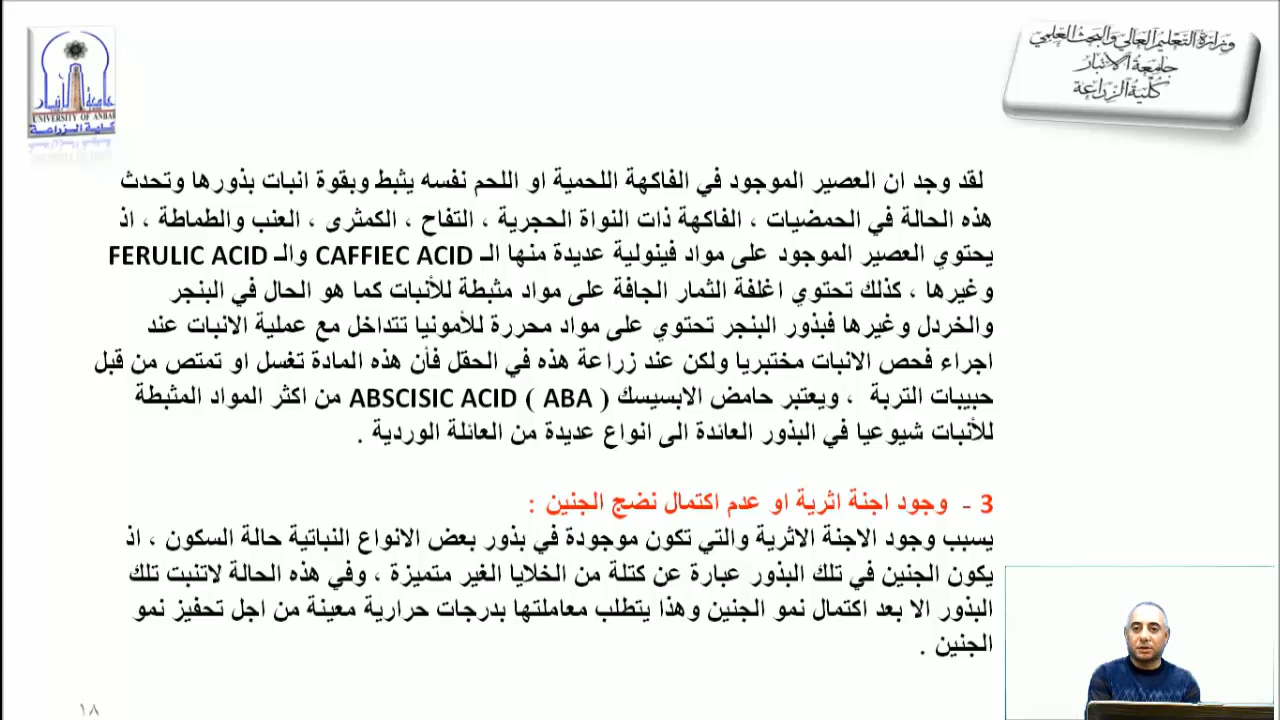 وزارة التعليم العالي والبحث العلمي
جامعة الانبار
كلية الزراعة
جامعة الأنبار
UNIVERSITY OF ANBAR
كلية الزراعة
لقد وجد ان العصير الموجود في الفاكهة اللحمية او اللحم نفسه يثبط وبقوة انبات بذورها وتحدث
هذه الحالة في الحمضيات ، الفاكهة ذات النواة الحجرية ، التفاح ، الكمثرى ، العنب والطماطة ، اذ
يحتوي العصير الموجود على مواد فينولية عديدة منها الـ CAFFIEC ACID والـ FERULIC ACID
وغيرها ، كذلك تحتوي اغلفة الثمار الجافة على مواد مثبطة للأنبات كما هو الحال في البنجر
والخردل وغيرها فبذور البنجر تحتوي على مواد محررة للأمونيا تتداخل مع عملية الانبات عند
اجراء فحص الانبات مختبريا ولكن عند زراعة هذه في الحقل فأن هذه المادة تغسل او تمتص من قبل
حبيبات التربة ، ويعتبر حامض الابسيسك ( ABSCISIC ACID ( ABA من اكثر المواد المثبطة
للأنبات شيوعيا في البذور العائدة الى انواع عديدة من العائلة الوردية .
3 - وجود اجنة اثرية او عدم اكتمال نضج الجنين :
يسبب وجود الاجنة الاثرية والتي تكون موجودة في بذور بعض الانواع النباتية حالة السكون ، اذ
يكون الجنين في تلك البذور عبارة عن كتلة من الخلايا الغير متميزة ، وفي هذه الحالة لاتنبت تلك
البذور الا بعد اكتمال نمو الجنين وهذا يتطلب معاملتها بدرجات حرارية معينة من اجل تحفيز نمو
الجنين .
١٨